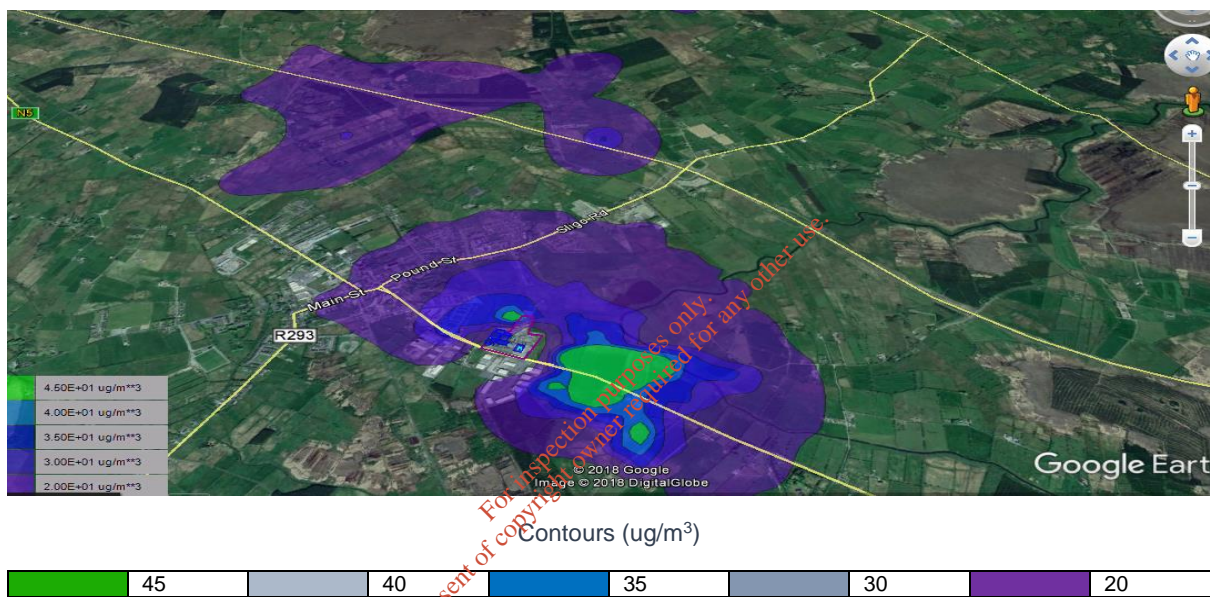 N5
Sligo Rd
Pound St
Main St
R293
4.50E+01 ug/m**3
4.00E+01 ug/m**3
3.50E+01 ug/m**3
3.00E+01 ug/m**3
2.00E+01 ug/m**3
© 2018 Google
Image © 2018 DigitalGlobe
Google Eart
For inspection purposes only.
sent of copyright owner required for any other use.
Contours (ug/m³)
45 40 35 30 20